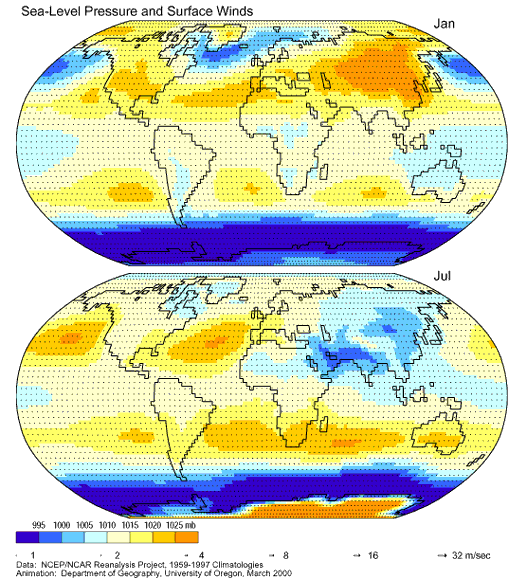 Sea-Level Pressure and Surface Winds
Jan
Jul
995 1000 1005 1010 1015 1020 1025 mb
1 2 4 8 16 32 m/sec
Data: NCEP/NCAR Reanalysis Project, 1959-1997 Climatologies
Animation: Department of Geography, University of Oregon, March 2000